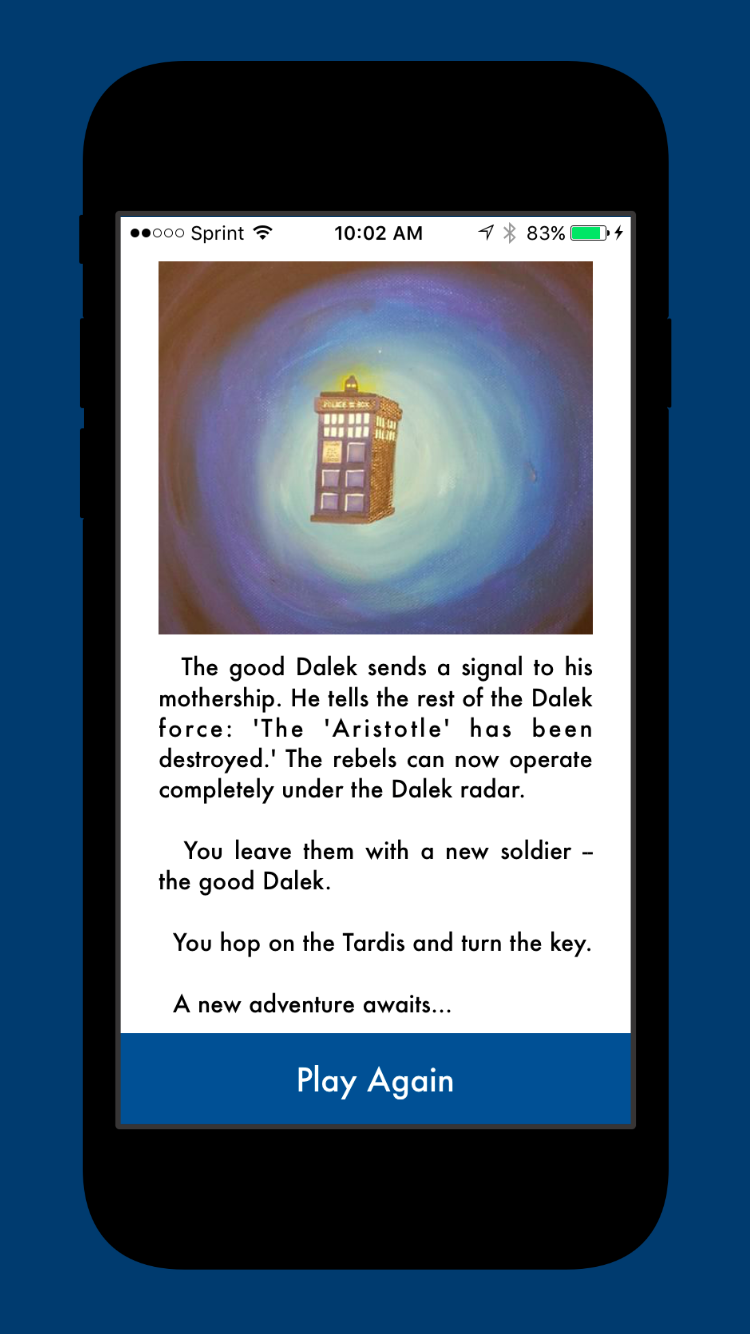 Sprint 10:02 AM 83%
POLICE BOX
The good Dalek sends a signal to his
mothership. He tells the rest of the Dalek
force: 'The 'Aristotle' has been
destroyed.' The rebels can now operate
completely under the Dalek radar.
You leave them with a new soldier –
the good Dalek.
You hop on the Tardis and turn the key.
A new adventure awaits...
Play Again